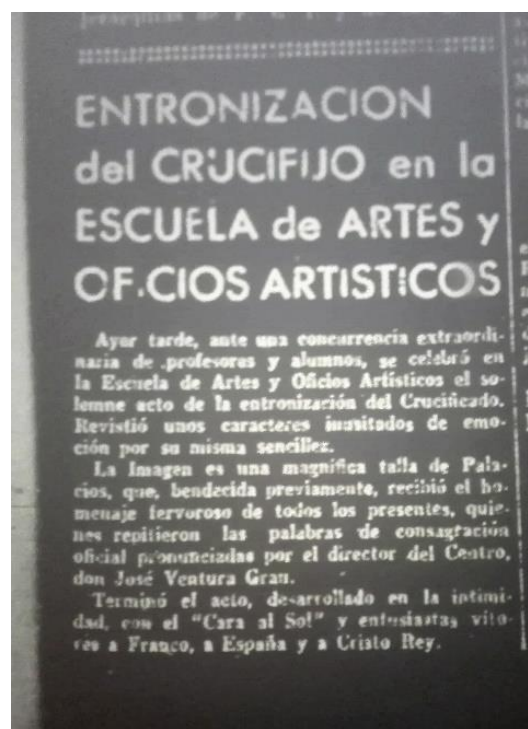 ENTRONIZACION
del CRUCIFIJO en la
ESCUELA de ARTES y
OF.CIOS ARTISTICOS
Ayer tarde, ante una concurrencia extraordi-
naria de profesores y alumnos, se celebró en
la Escuela de Artes y Oficios Artísticos el so-
lemne acto de la entronización del Crucificado.
Revistió unos caracteres inusitados de emo-
ción por su misma sencillez.
La Imagen es una magnífica talla de Pala-
cios, que, bendecida previamente, recibió el ho-
menaje fervoroso de todos los presentes, quie-
nes repitieron las palabras de consagración
oficial pronunciadas por el director del Centro,
don José Ventura Gran.
Terminó el acto, desarrollado en la intimi-
dad, con el "Cara al Sol" y entusiastas víto-
res a Franco, a España y a Cristo Rey.